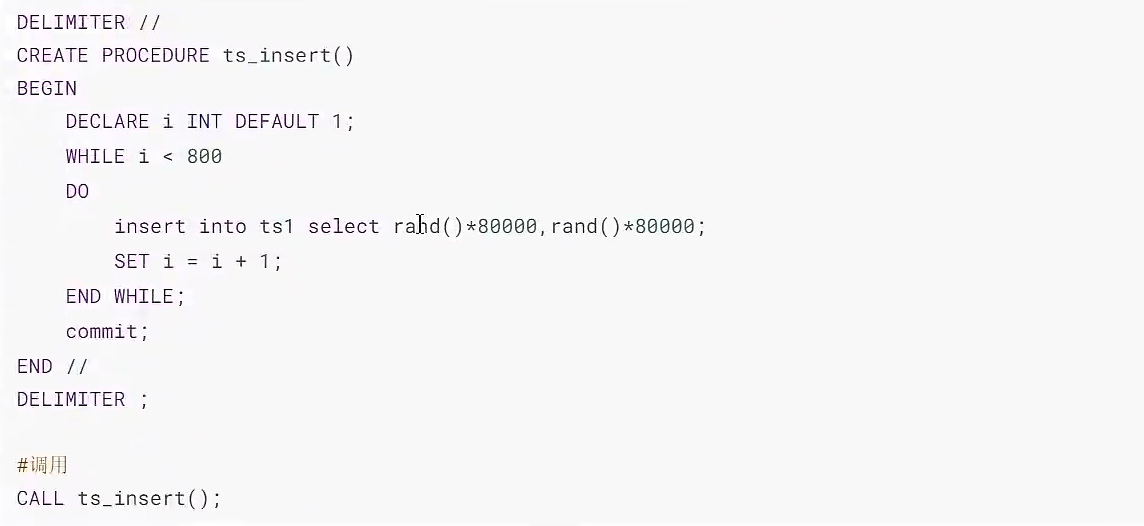 DELIMITER //
CREATE PROCEDURE ts_insert()
BEGIN
    DECLARE i INT DEFAULT 1;
    WHILE i < 800
    DO
        insert into ts1 select rand()*80000,rand()*80000;
        SET i = i + 1;
    END WHILE;
    commit;
END //
DELIMITER ;
#调用
CALL ts_insert();